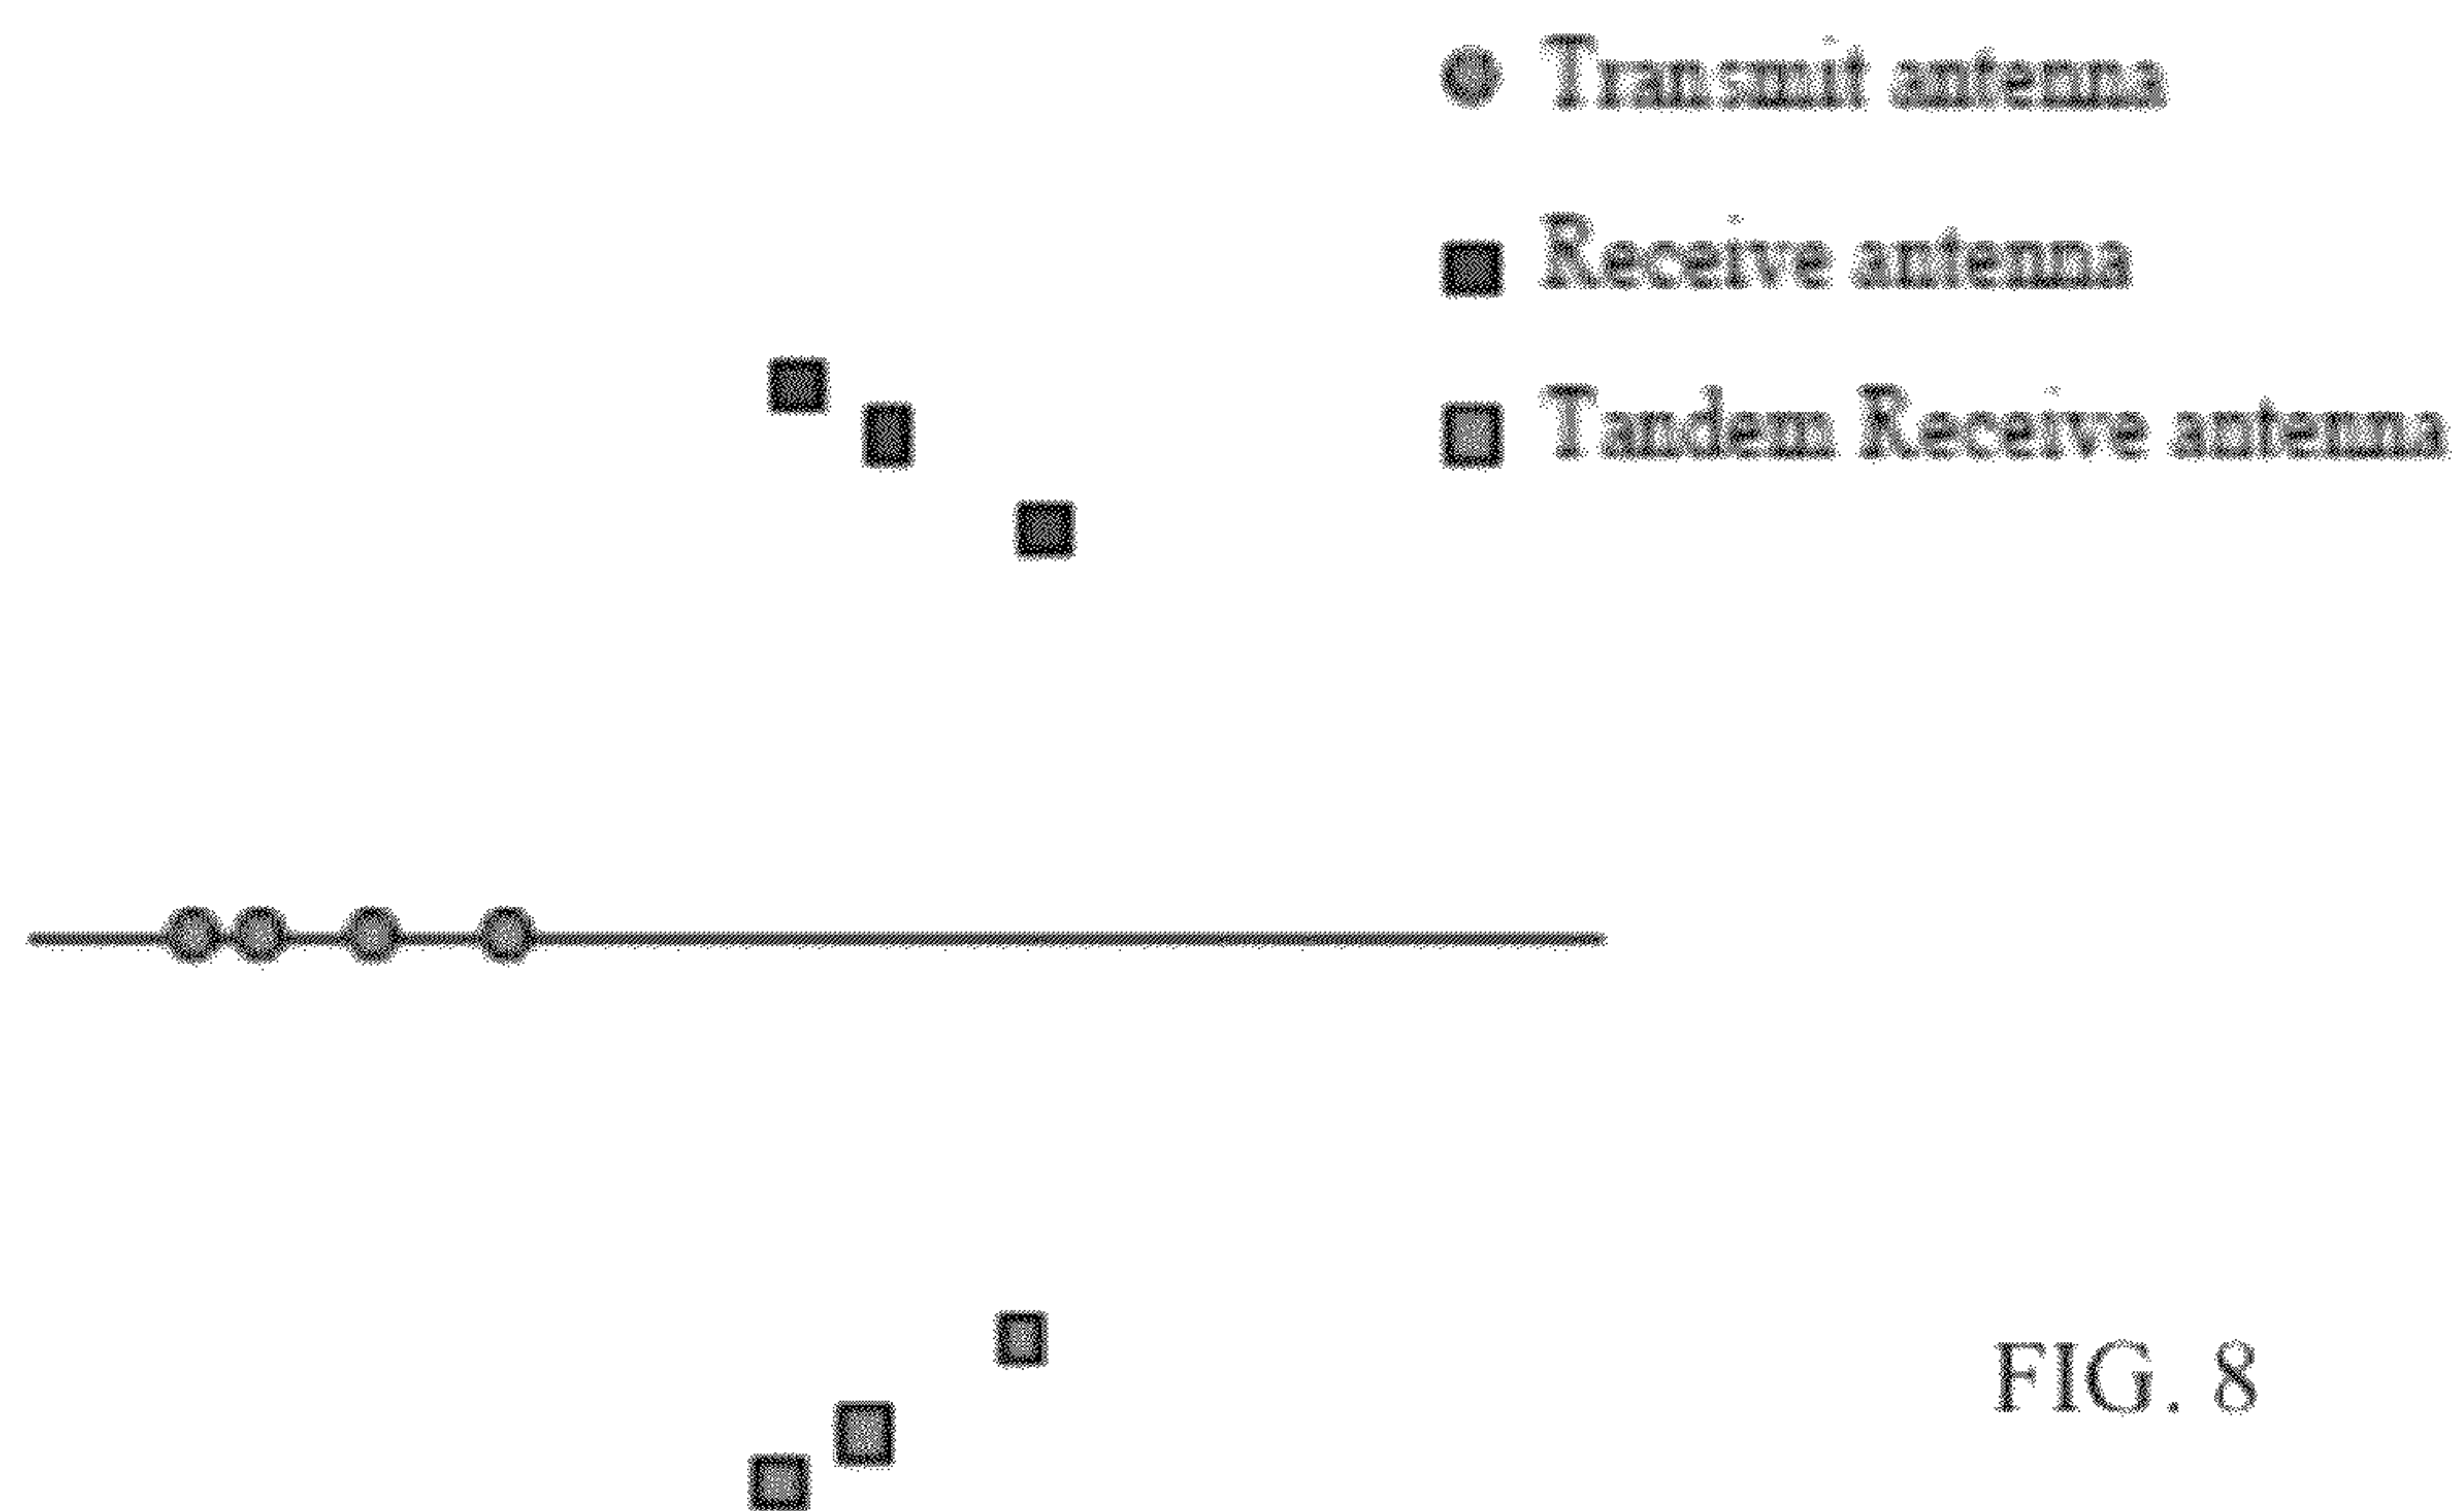 Transmit antenna
Receive antenna
Tandem Receive antenna
FIG. 8